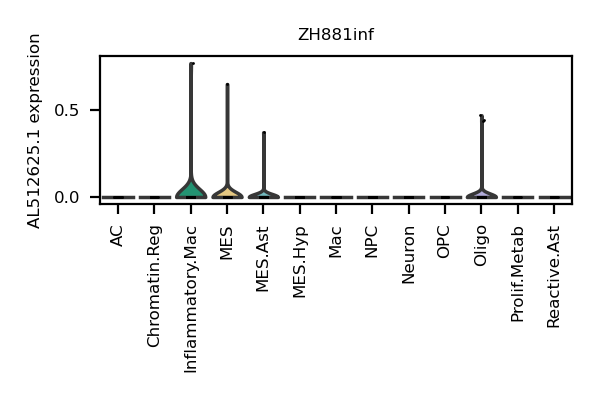 ZH881inf
AL512625.1 expression
0.5
0.0
AC
Chromatin.Reg
Inflammatory.Mac
MES
MES.Ast
MES.Hyp
Mac
NPC
Neuron
OPC
Oligo
Prolif.Metab
Reactive.Ast